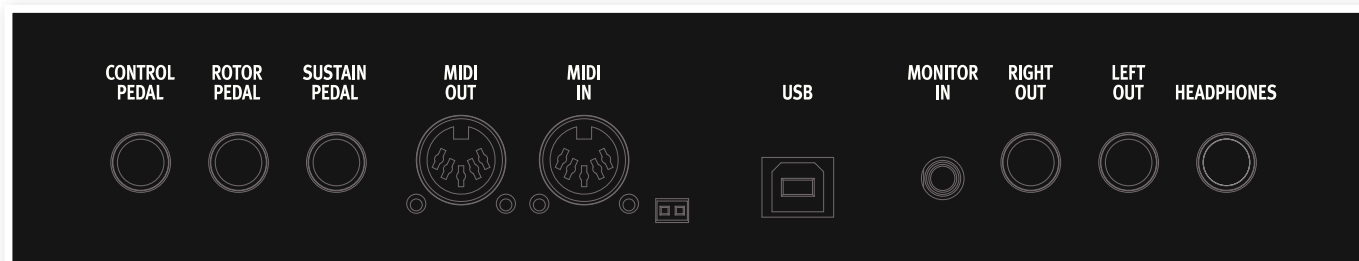 CONTROL
PEDAL
ROTOR
PEDAL
SUSTAIN
PEDAL
MIDI
OUT
MIDI
IN
USB
MONITOR
IN
RIGHT
OUT
LEFT
OUT
HEADPHONES